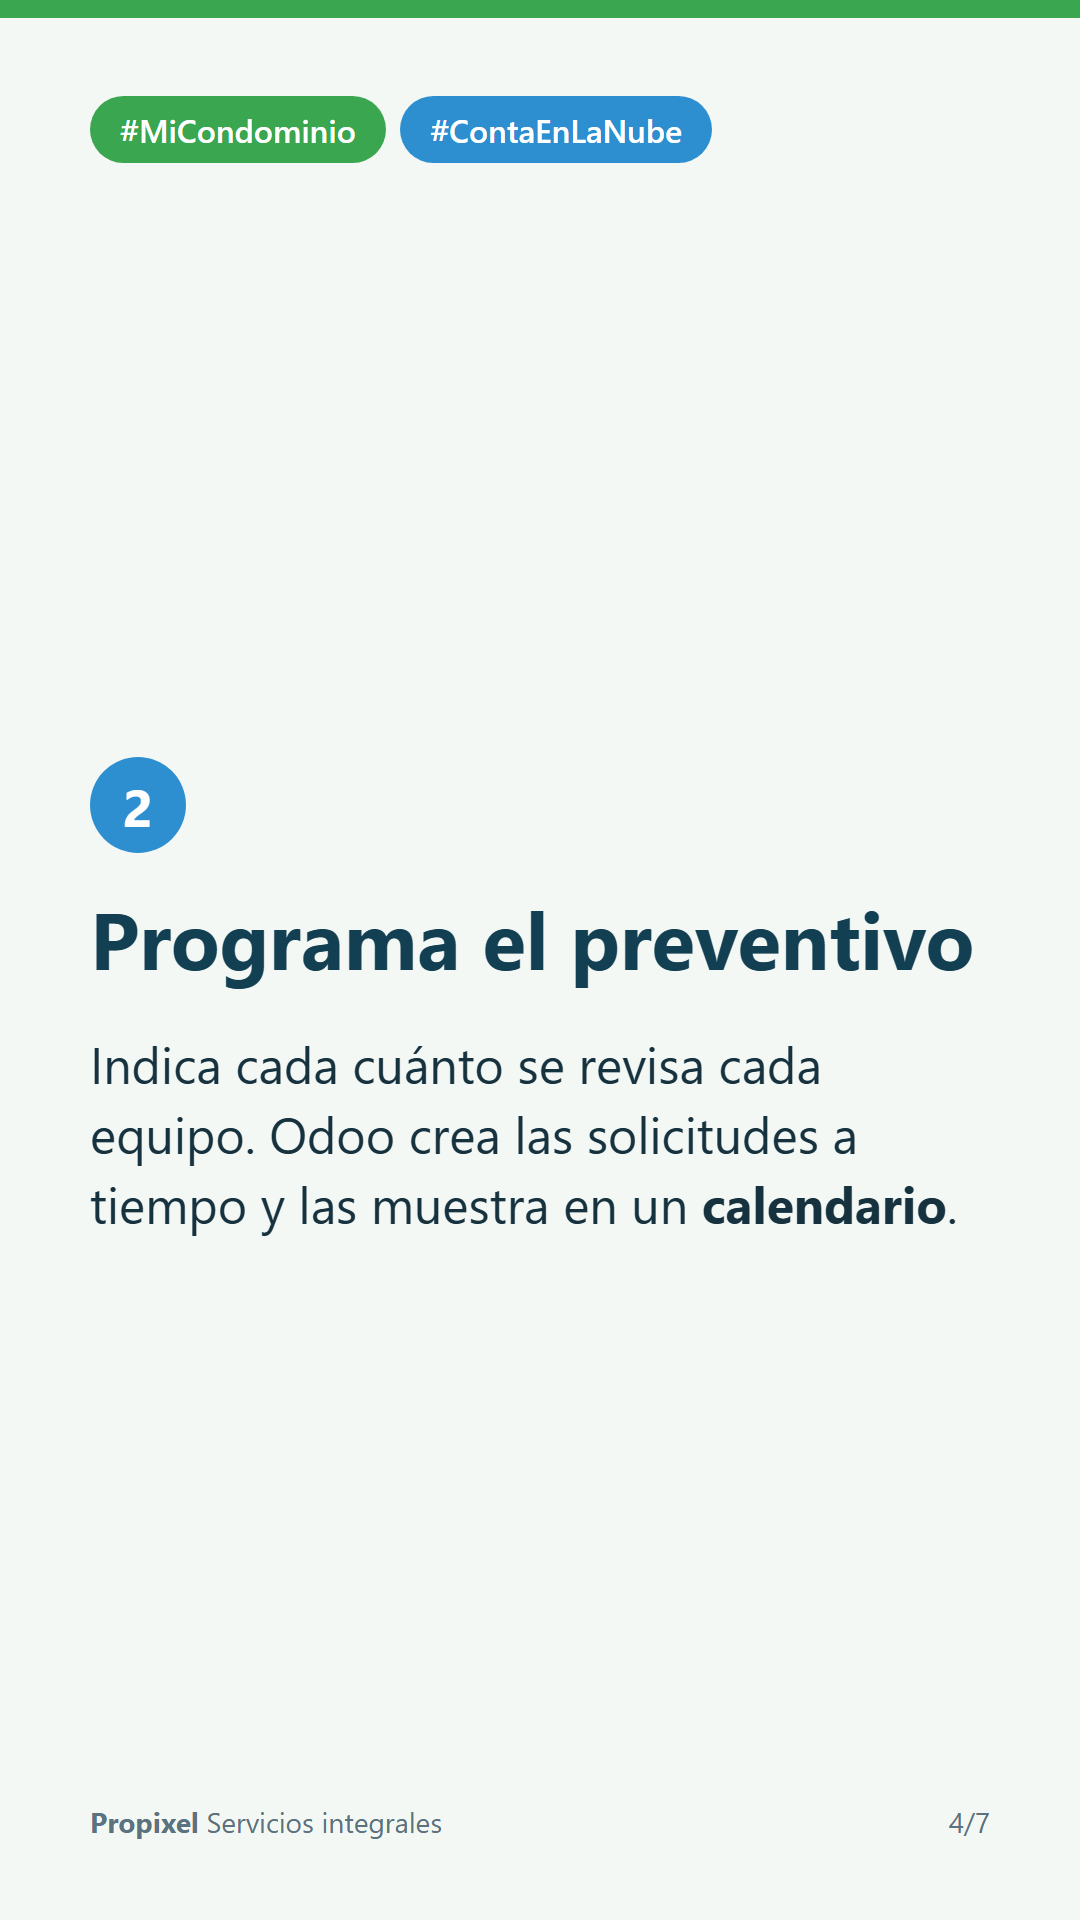 #MiCondominio #ContaEnLaNube
2
Programa el preventivo
Indica cada cuánto se revisa cada
equipo. Odoo crea las solicitudes a
tiempo y las muestra en un calendario.
Propixel Servicios integrales 4/7